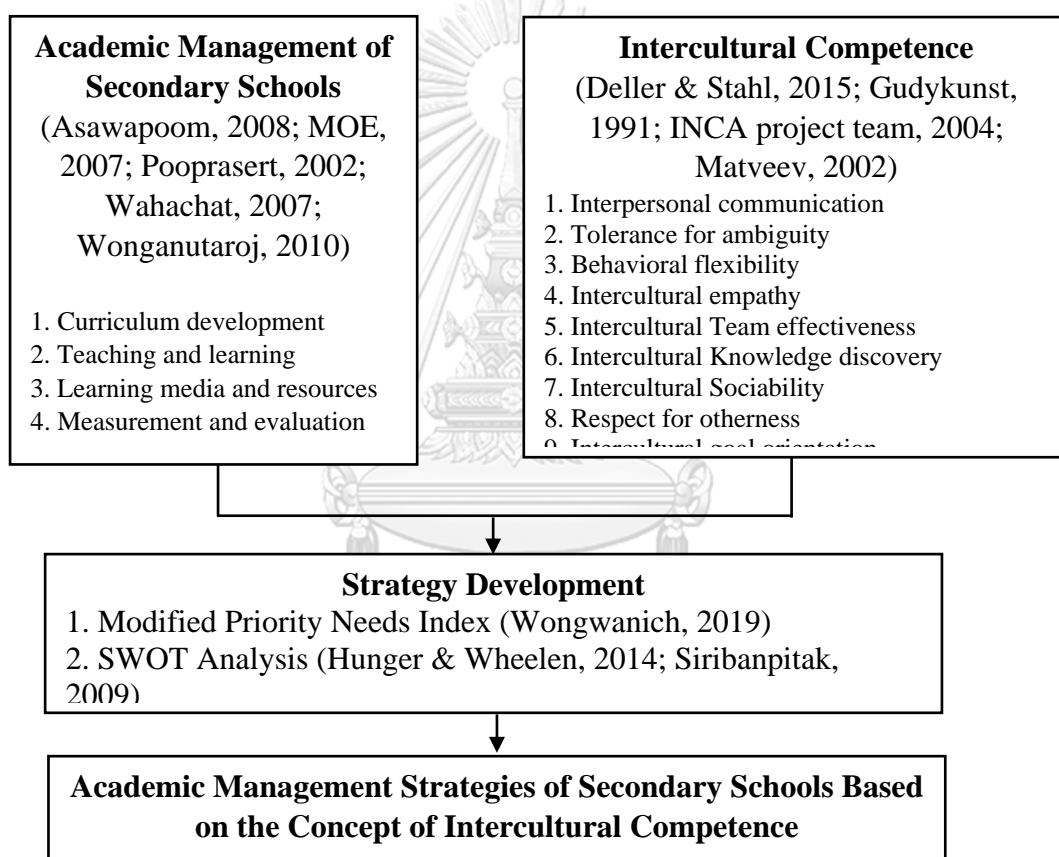 Academic Management of
Secondary Schools
(Asawapoom, 2008; MOE,
2007; Pooprasert, 2002;
Wahachat, 2007;
Wonganutaroj, 2010)
1. Curriculum development
2. Teaching and learning
3. Learning media and resources
4. Measurement and evaluation
Intercultural Competence
(Deller & Stahl, 2015; Gudykunst,
1991; INCA project team, 2004;
Matveev, 2002)
1. Interpersonal communication
2. Tolerance for ambiguity
3. Behavioral flexibility
4. Intercultural empathy
5. Intercultural Team effectiveness
6. Intercultural Knowledge discovery
7. Intercultural Sociability
8. Respect for otherness
9. Intercultural goal orientation
Strategy Development
1. Modified Priority Needs Index (Wongwanich, 2019)
2. SWOT Analysis (Hunger & Wheelen, 2014; Siribanpitak,
2009)
Academic Management Strategies of Secondary Schools Based
on the Concept of Intercultural Competence